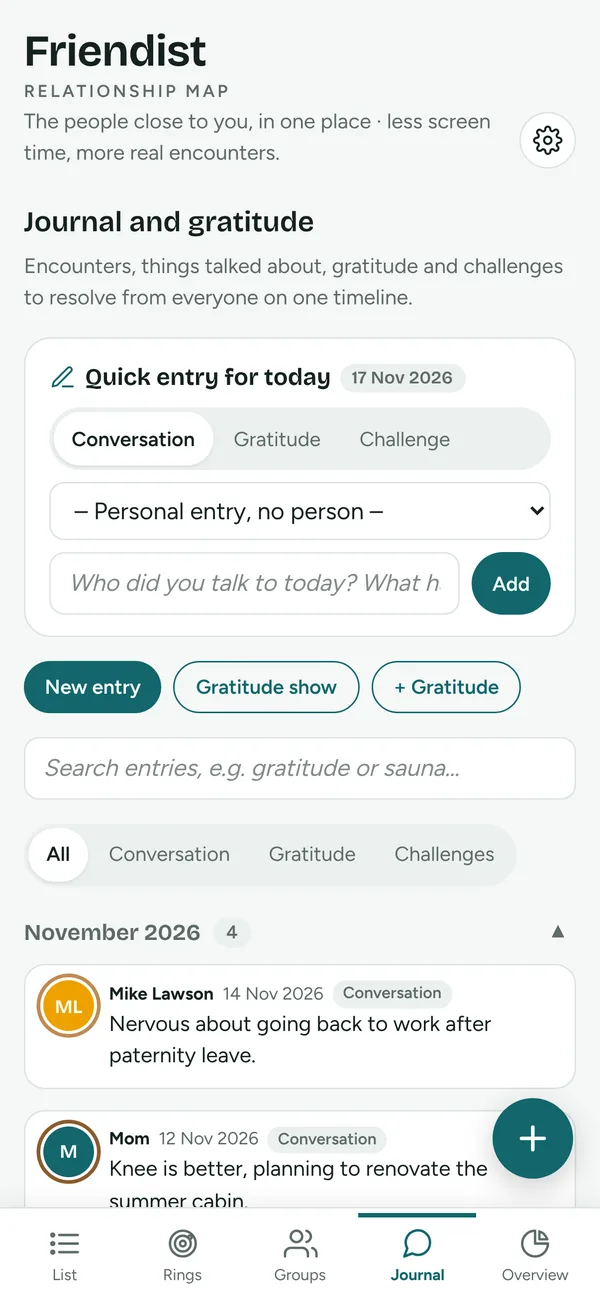 Friendist
RELATIONSHIP MAP
The people close to you, in one place · less screen
time, more real encounters.
Journal and gratitude
Encounters, things talked about, gratitude and challenges
to resolve from everyone on one timeline.
Quick entry for today 17 Nov 2026
Conversation Gratitude Challenge
– Personal entry, no person –
Who did you talk to today? What h
Add
New entry Gratitude show + Gratitude
Search entries, e.g. gratitude or sauna...
All Conversation Gratitude Challenges
November 2026 4 ▲
ML
Mike Lawson 14 Nov 2026 Conversation
Nervous about going back to work after
paternity leave.
M
Mom 12 Nov 2026 Conversation
Knee is better, planning to renovate the
summer cabin.
+
List Rings Groups Journal Overview